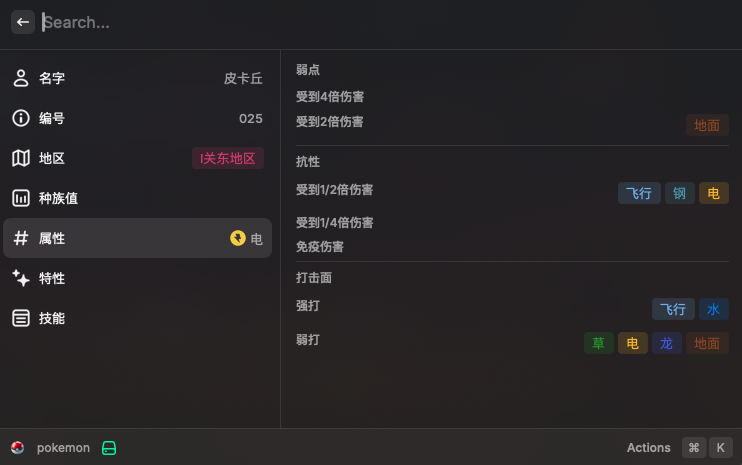 Search...
名字 皮卡丘
编号 025
地区 I关东地区
种族值
属性 电
特性
技能
弱点
受到4倍伤害
受到2倍伤害 地面
抗性
受到1/2倍伤害 飞行 钢 电
受到1/4倍伤害
免疫伤害
打击面
强打 飞行 水
弱打 草 电 龙 地面
pokemon Actions ⌘ K